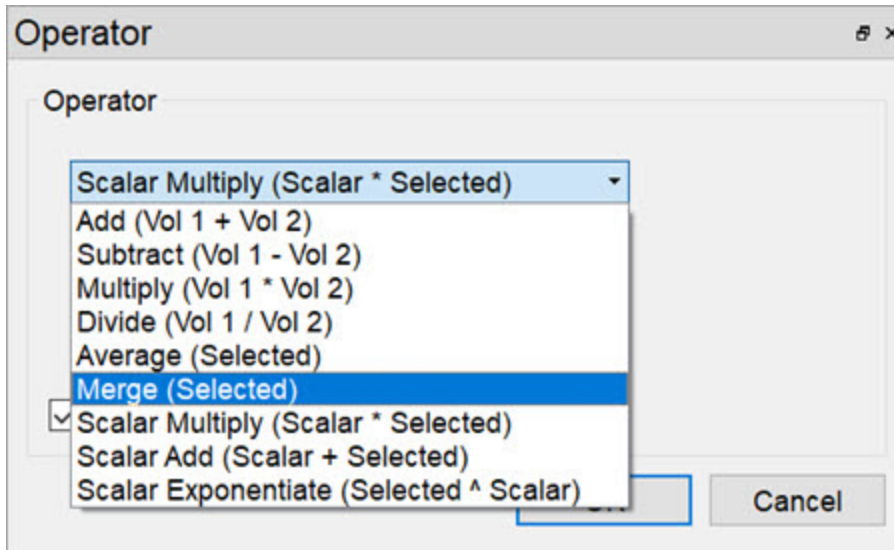 Operator
Operator
Scalar Multiply (Scalar * Selected)
Add (Vol 1 + Vol 2)
Subtract (Vol 1 - Vol 2)
Multiply (Vol 1 * Vol 2)
Divide (Vol 1 / Vol 2)
Average (Selected)
Merge (Selected)
Scalar Multiply (Scalar * Selected)
Scalar Add (Scalar + Selected)
Scalar Exponentiate (Selected ^ Scalar)
Cancel